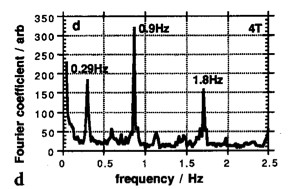 350
d
0.9Hz
4T
300
250
0.29Hz
200
1.8Hz
150
100
50
0
0 0.5 1 1.5 2 2.5
Fourier coefficient / arb
d
frequency / Hz